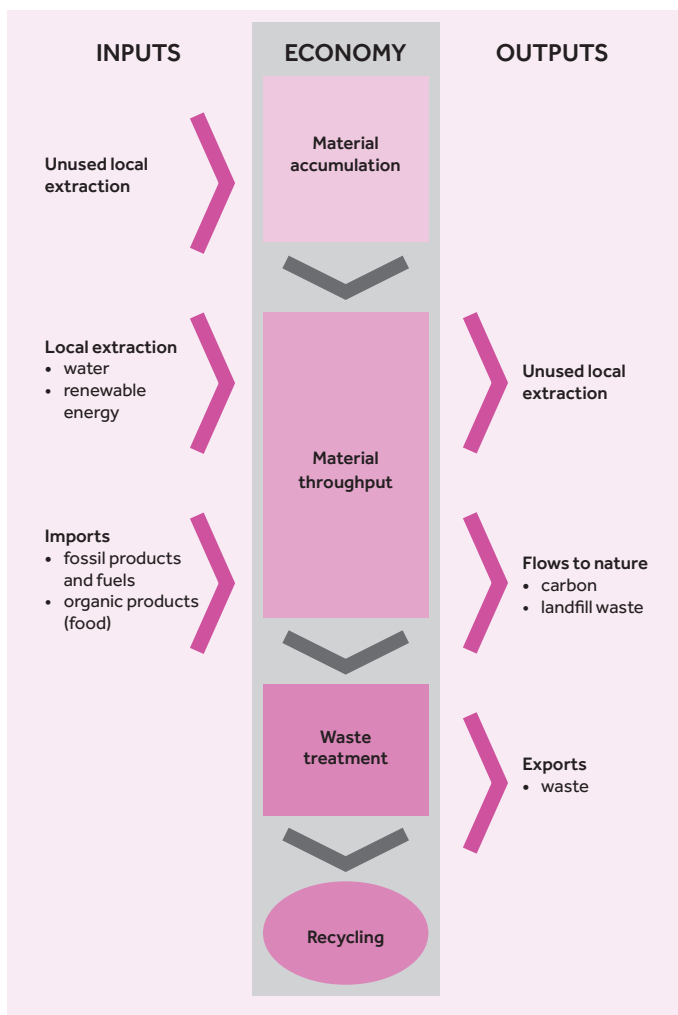 INPUTS
ECONOMY
OUTPUTS
Unused local
extraction
Material
accumulation
Local extraction
• water
• renewable
energy
Imports
• fossil products
and fuels
• organic products
(food)
Material
throughput
Unused local
extraction
Flows to nature
• carbon
• landfill waste
Waste
treatment
Exports
• waste
Recycling